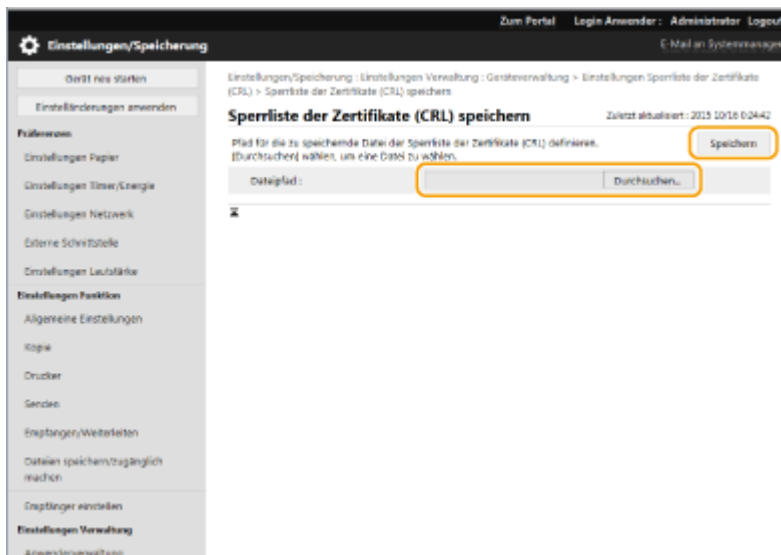 Zum Portal Login Anwender : Administrator Logout
Einstellungen/Speicherung
E-Mail an Systemmanager
Gerät neu starten
Einstelländerungen anwenden
Präferenzen
Einstellungen Papier
Einstellungen Timer/Energie
Einstellungen Netzwerk
Externe Schnittstelle
Einstellungen Lautstärke
Einstellungen Funktion
Allgemeine Einstellungen
Kopie
Drucker
Senden
Empfangen/Weiterleiten
Dateien speichern/zugänglich
machen
Empfänger einstellen
Einstellungen Verwaltung
Anwenderverwaltung
Einstellungen/Speicherung : Einstellungen Verwaltung : Geräteverwaltung > Einstellungen Sperrliste der Zertifikate
(CRL) > Sperrliste der Zertifikate (CRL) speichern
Sperrliste der Zertifikate (CRL) speichern
Zuletzt aktualisiert : 2015 10/16 0:24:42
Pfad für die zu speichernde Datei der Sperrliste der Zertifikate (CRL) definieren.
[Durchsuchen] wählen, um eine Datei zu wählen.
Speichern
Dateipfad :
Durchsuchen...